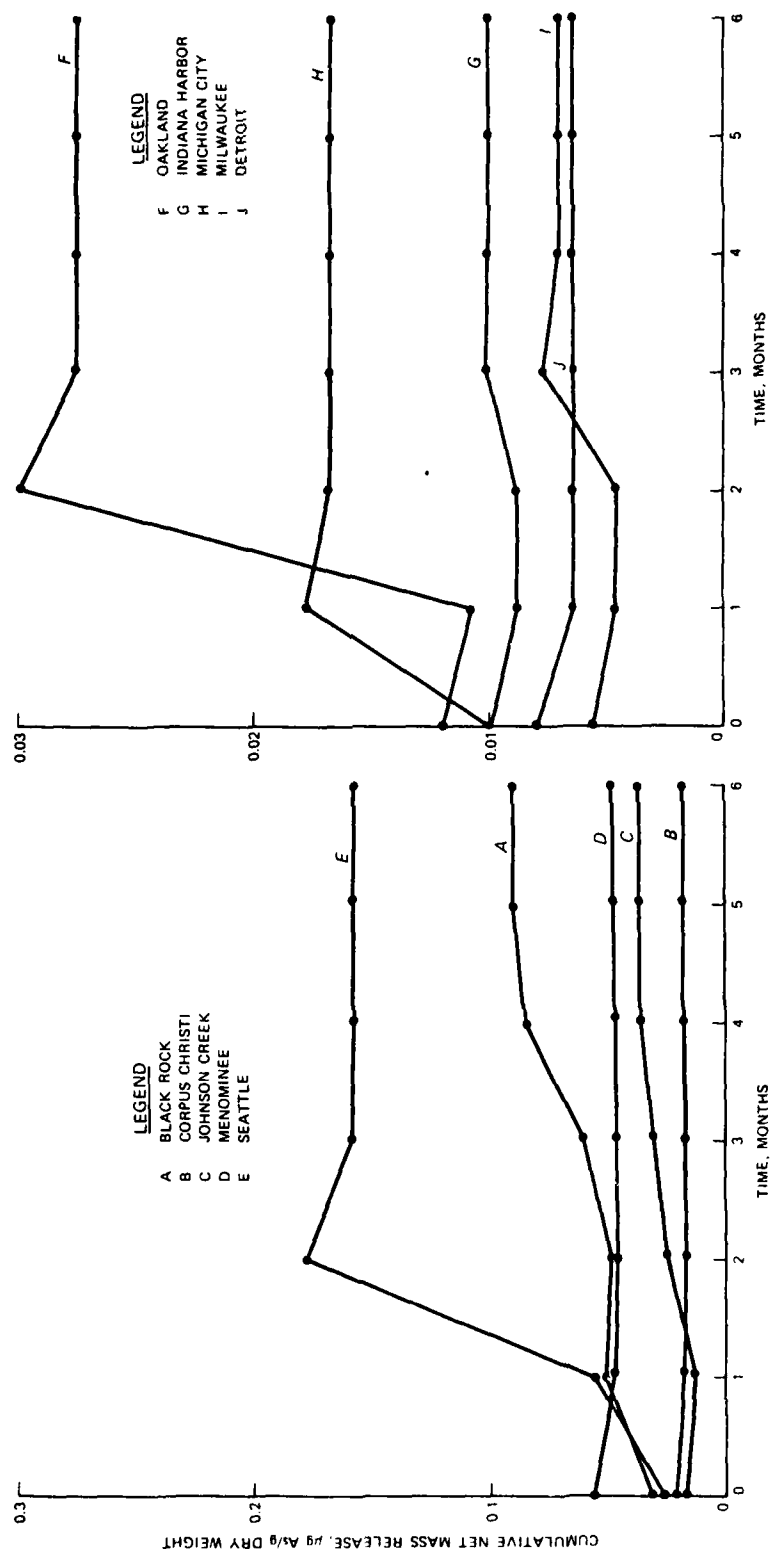 CUMULATIVE NET MASS RELEASE, µg As/g DRY WEIGHT
0.3
0.2
0.1
0
0
1
2
3
4
5
6
TIME, MONTHS
LEGEND
A BLACK ROCK
B CORPUS CHRISTI
C JOHNSON CREEK
D MENOMINEE
E SEATTLE
E
A
D
C
B
0.03
0.02
0.01
0
0
1
2
3
4
5
6
TIME, MONTHS
LEGEND
F OAKLAND
G INDIANA HARBOR
H MICHIGAN CITY
I MILWAUKEE
J DETROIT
F
H
G
J
I